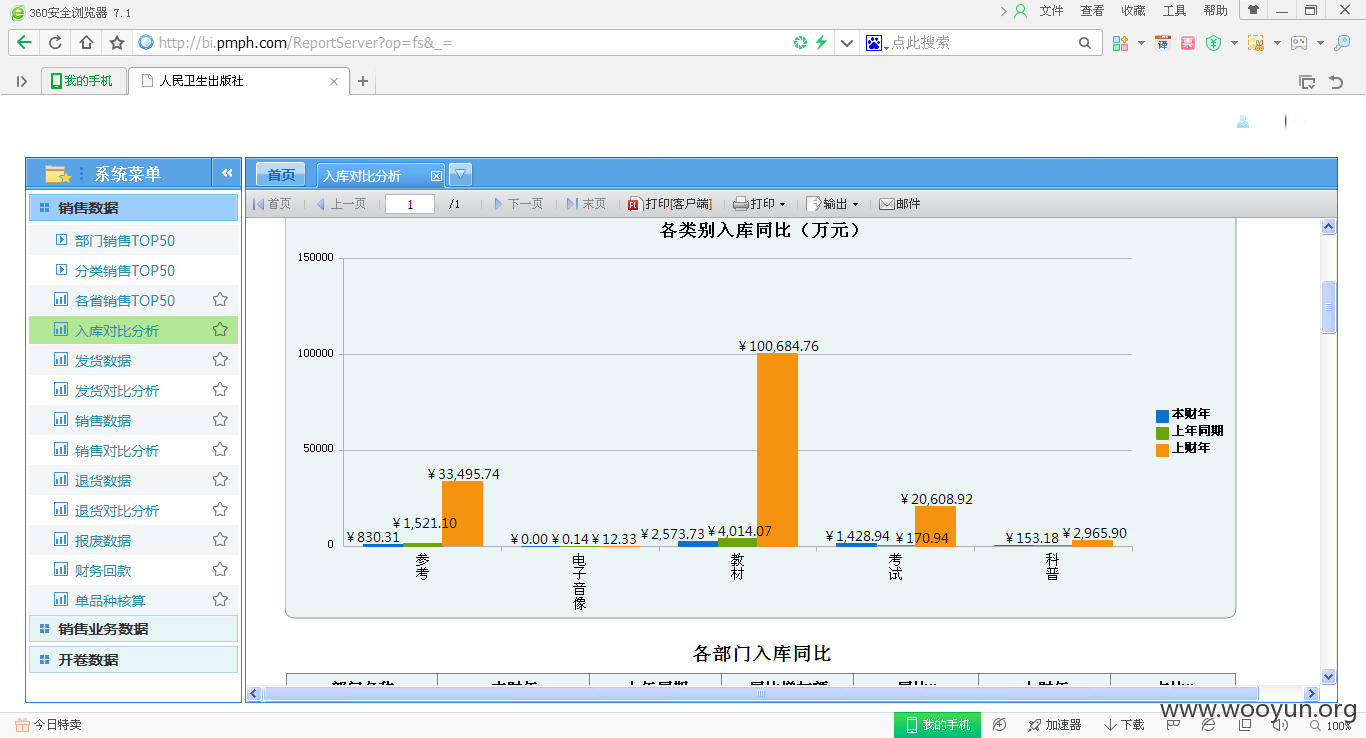 360安全浏览器 7.1
文件 查看 收藏 工具 帮助
http://bi.pmph.com/ReportServer?op=fs&_=
点此搜索
我的手机 人民卫生出版社
系统菜单
首页 入库对比分析
首页 上一页 1 /1 下一页 末页 打印[客户端] 打印 输出 邮件
销售数据
部门销售TOP50
分类销售TOP50
各省销售TOP50
入库对比分析
发货数据
发货对比分析
销售数据
销售对比分析
退货数据
退货对比分析
报废数据
财务回款
单品种核算
销售业务数据
开卷数据
各类别入库同比（万元）
150000
100000
50000
0
￥830.31
￥1,521.10
￥33,495.74
￥0.00
￥0.14
￥12.33
￥2,573.73
￥4,014.07
￥100,684.76
￥1,428.94
￥170.94
￥20,608.92
￥153.18
￥2,965.90
参考
电子音像
教材
考试
科普
本财年
上年同期
上财年
各部门入库同比
今日特卖
我的手机 加速器 下载 100%
www.wooyun.org